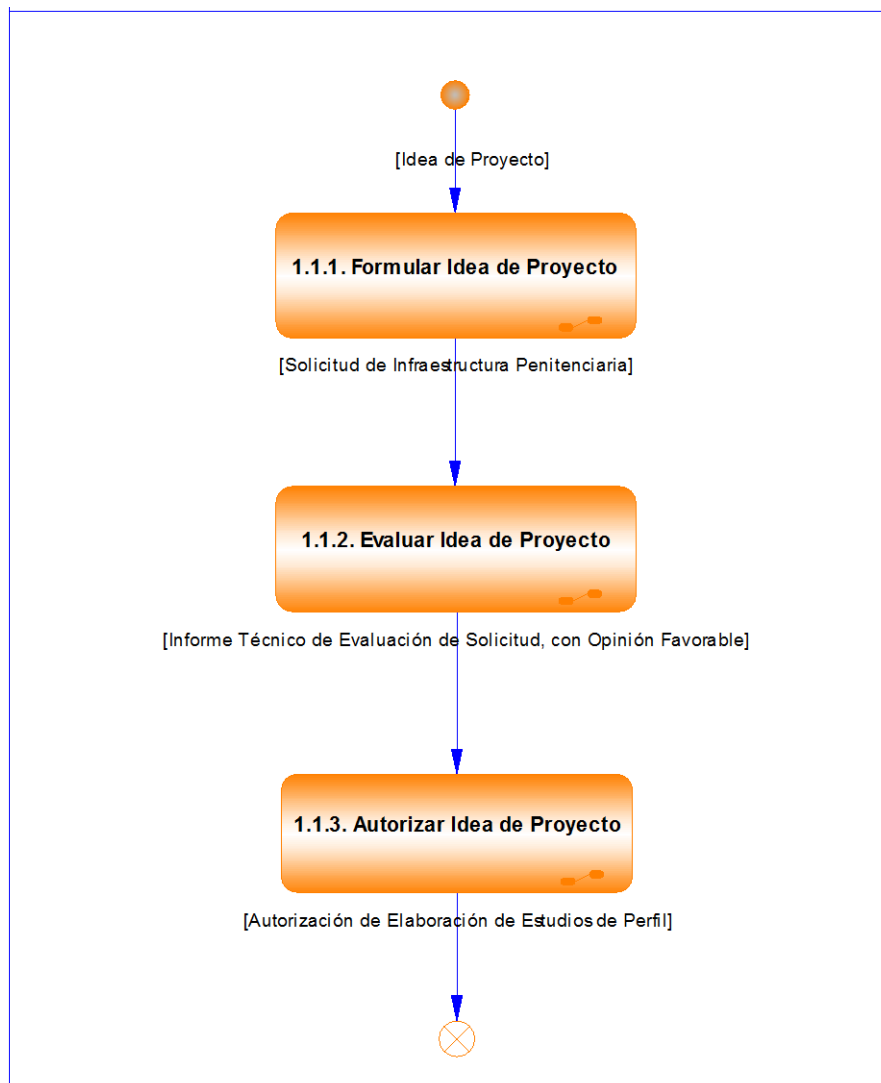 [Idea de Proyecto]
1.1.1. Formular Idea de Proyecto
[Solicitud de Infraestructura Penitenciaria]
1.1.2. Evaluar Idea de Proyecto
[Informe Técnico de Evaluación de Solicitud, con Opinión Favorable]
1.1.3. Autorizar Idea de Proyecto
[Autorización de Elaboración de Estudios de Perfil]